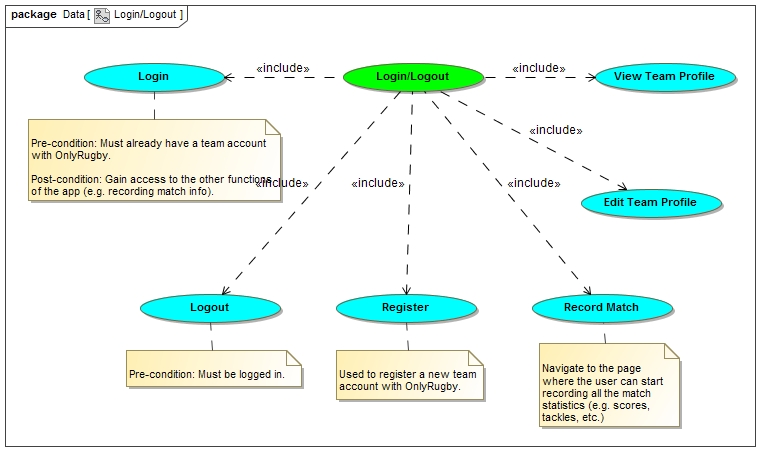 package Data [ Login/Logout ]
Login
«include»
Login/Logout
«include»
View Team Profile
Pre-condition: Must already have a team account
with OnlyRugby.
Post-condition: Gain access to the other functions
of the app (e.g. recording match info).
«include»
«include»
«include»
«include»
Edit Team Profile
Logout
Register
Record Match
Pre-condition: Must be logged in.
Used to register a new team
account with OnlyRugby.
Navigate to the page
where the user can start
recording all the match
statistics (e.g. scores,
tackles, etc.)